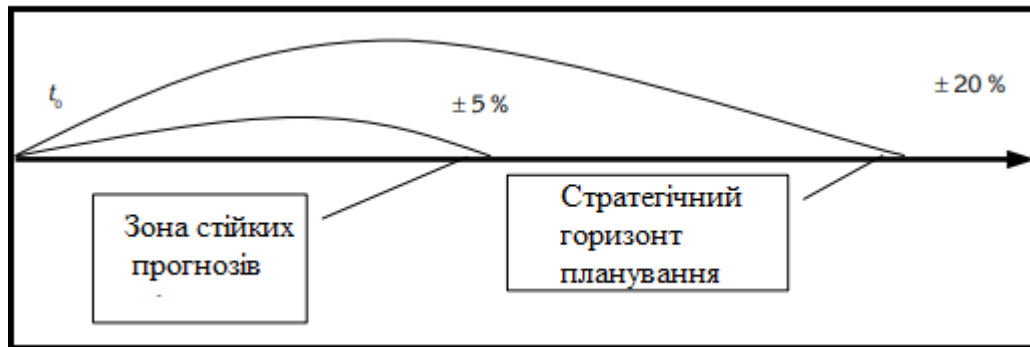 t₀
± 5 %
± 20 %
Зона стійких
прогнозів
Стратегічний
горизонт
планування